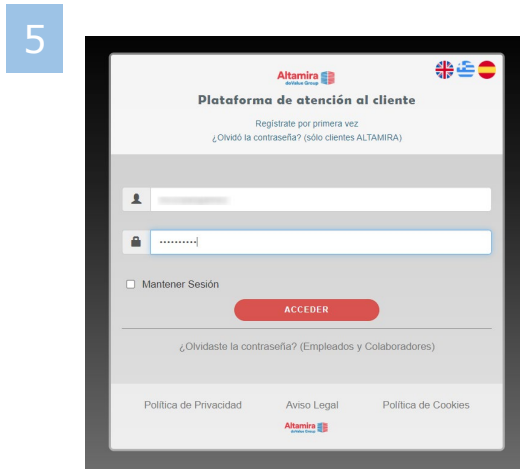 5
Altamira
doValue Group
Plataforma de atención al cliente
Regístrate por primera vez
¿Olvidó la contraseña? (sólo clientes ALTAMIRA)
Mantener Sesión
ACCEDER
¿Olvidaste la contraseña? (Empleados y Colaboradores)
Política de Privacidad Aviso Legal Política de Cookies
Altamira
doValue Group